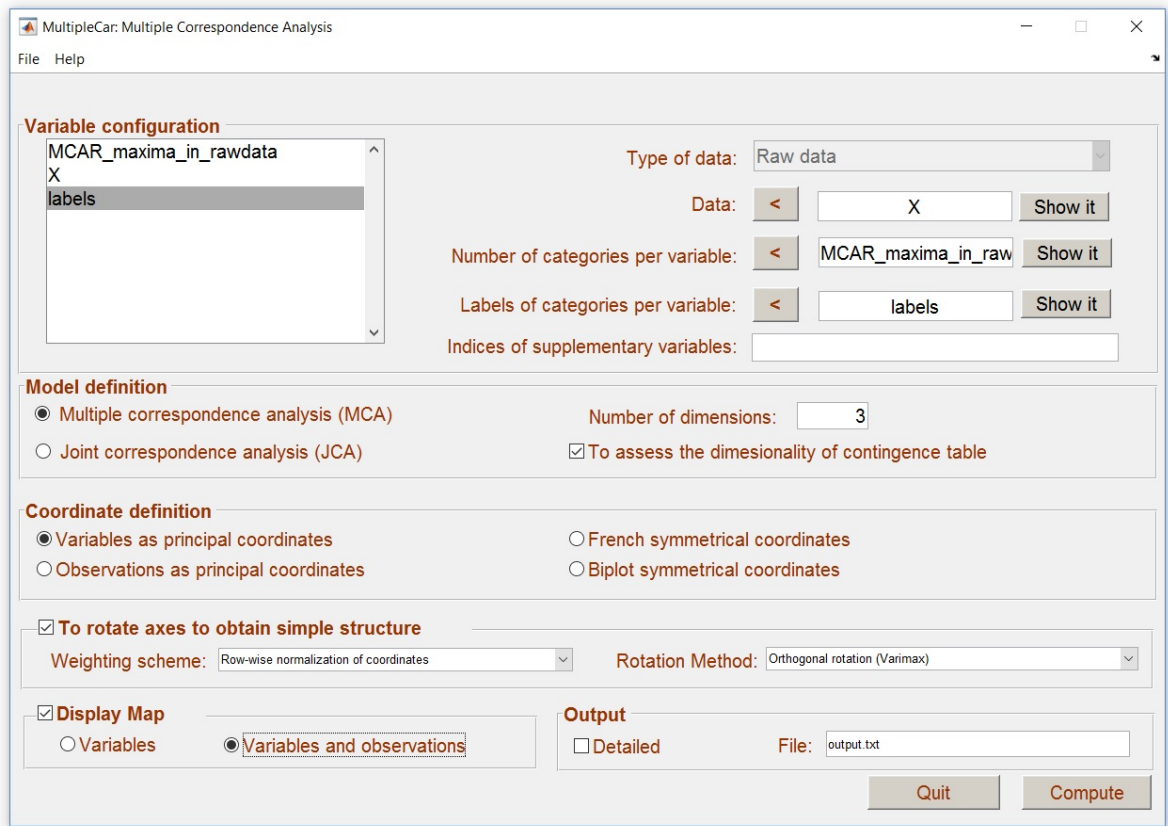 MultipleCar: Multiple Correspondence Analysis
File Help
Variable configuration
MCAR_maxima_in_rawdata
X
labels
Type of data: Raw data
Data: < X Show it
Number of categories per variable: < MCAR_maxima_in_raw Show it
Labels of categories per variable: < labels Show it
Indices of supplementary variables:
Model definition
Multiple correspondence analysis (MCA) Number of dimensions: 3
Joint correspondence analysis (JCA) To assess the dimesionality of contingence table
Coordinate definition
Variables as principal coordinates French symmetrical coordinates
Observations as principal coordinates Biplot symmetrical coordinates
To rotate axes to obtain simple structure
Weighting scheme: Row-wise normalization of coordinates Rotation Method: Orthogonal rotation (Varimax)
Display Map Output
Variables Variables and observations Detailed File: output.txt
Quit Compute